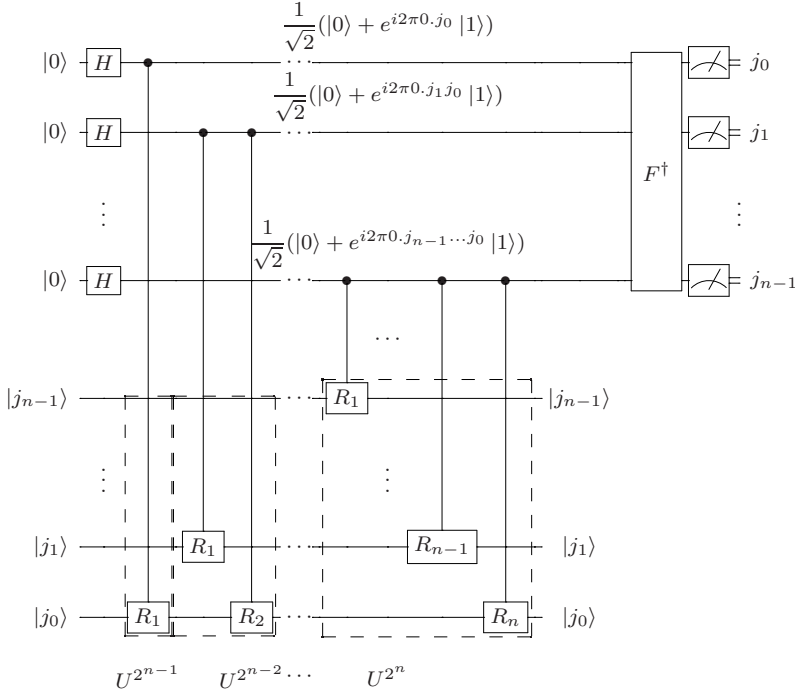 1/√2(|0⟩ + e^{i2π0.j_0} |1⟩)
|0⟩ H ··· j_0
1/√2(|0⟩ + e^{i2π0.j_1j_0} |1⟩)
|0⟩ H ··· j_1
F^†
⋮ ⋮
1/√2(|0⟩ + e^{i2π0.j_{n−1}···j_0} |1⟩)
|0⟩ H ··· j_{n−1}
···
|j_{n−1}⟩ ··· R_1 |j_{n−1}⟩
⋮ ⋮
|j_1⟩ R_1 ··· R_{n−1} |j_1⟩
|j_0⟩ R_1 R_2 ··· R_n |j_0⟩
U^{2^{n−1}} U^{2^{n−2}} ··· U^{2^n}